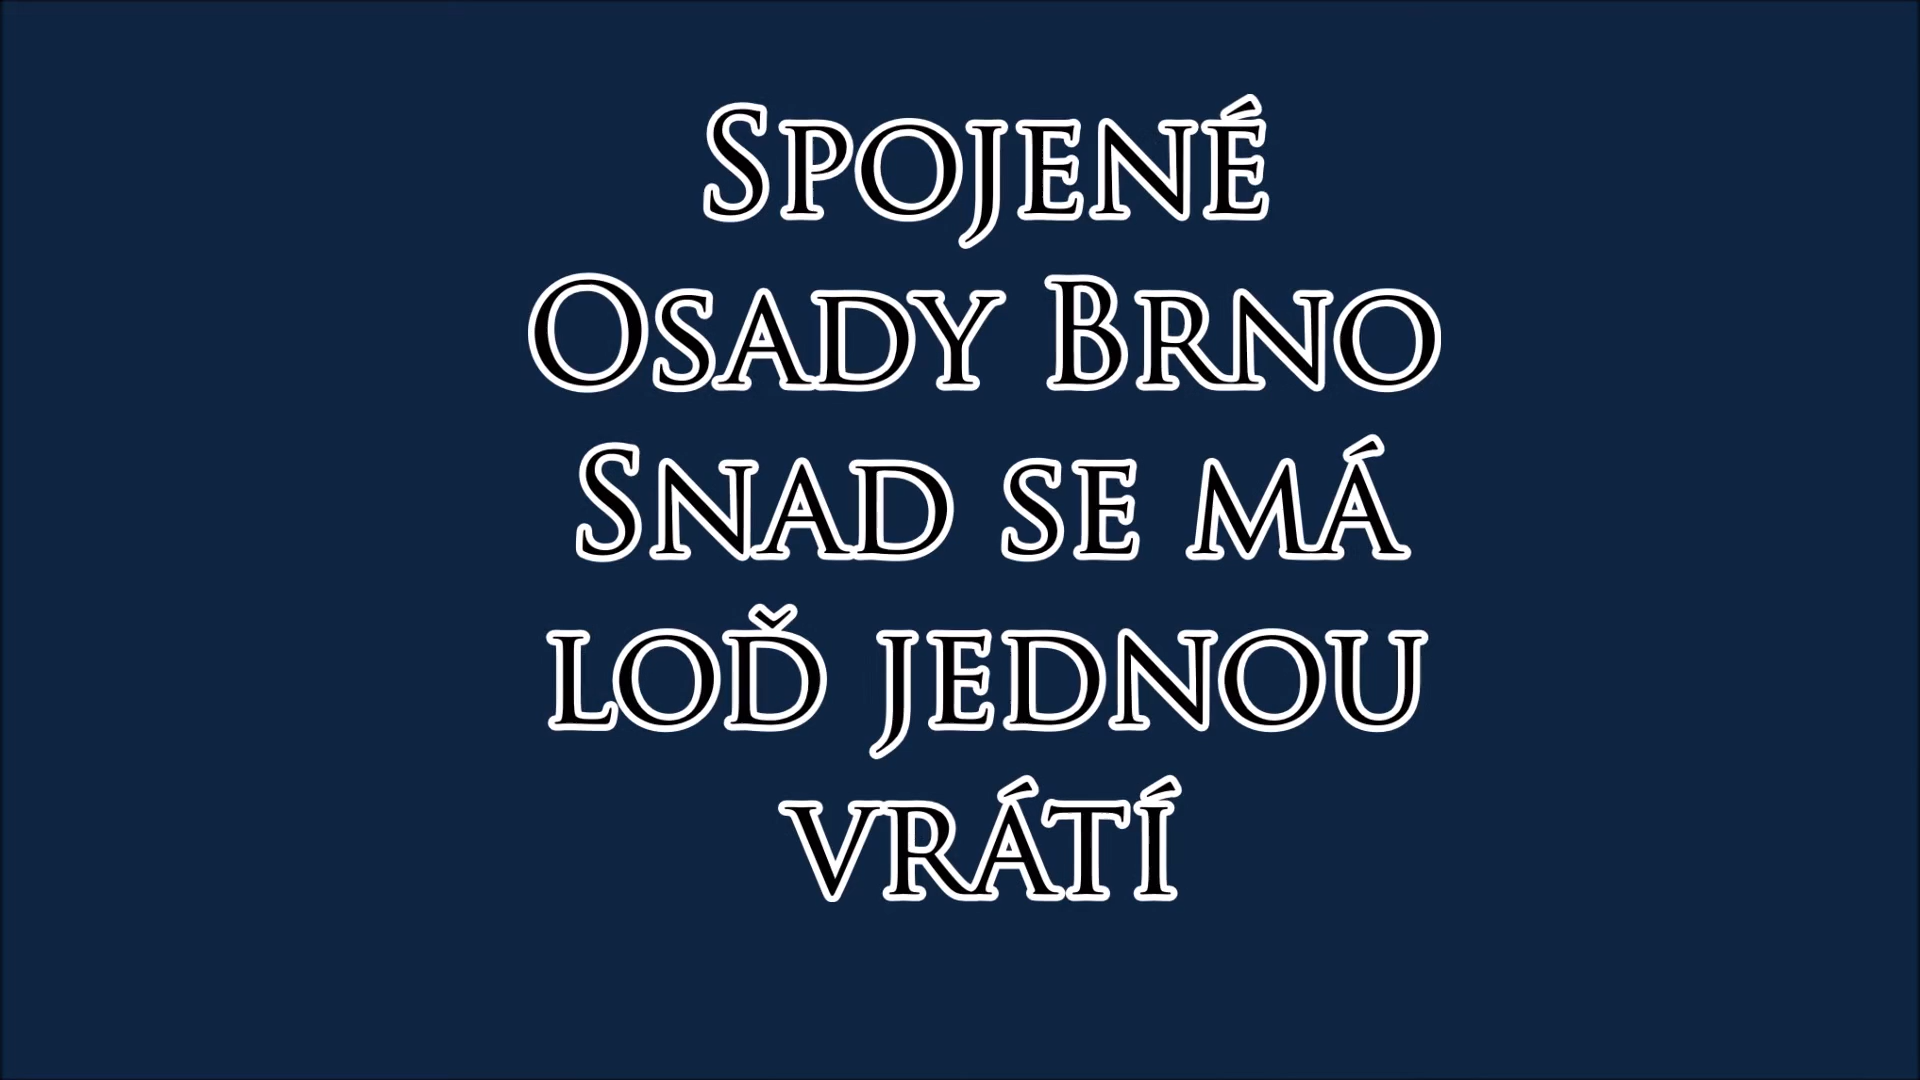 Spojené
Osady Brno
Snad se má
loď jednou
vrátí